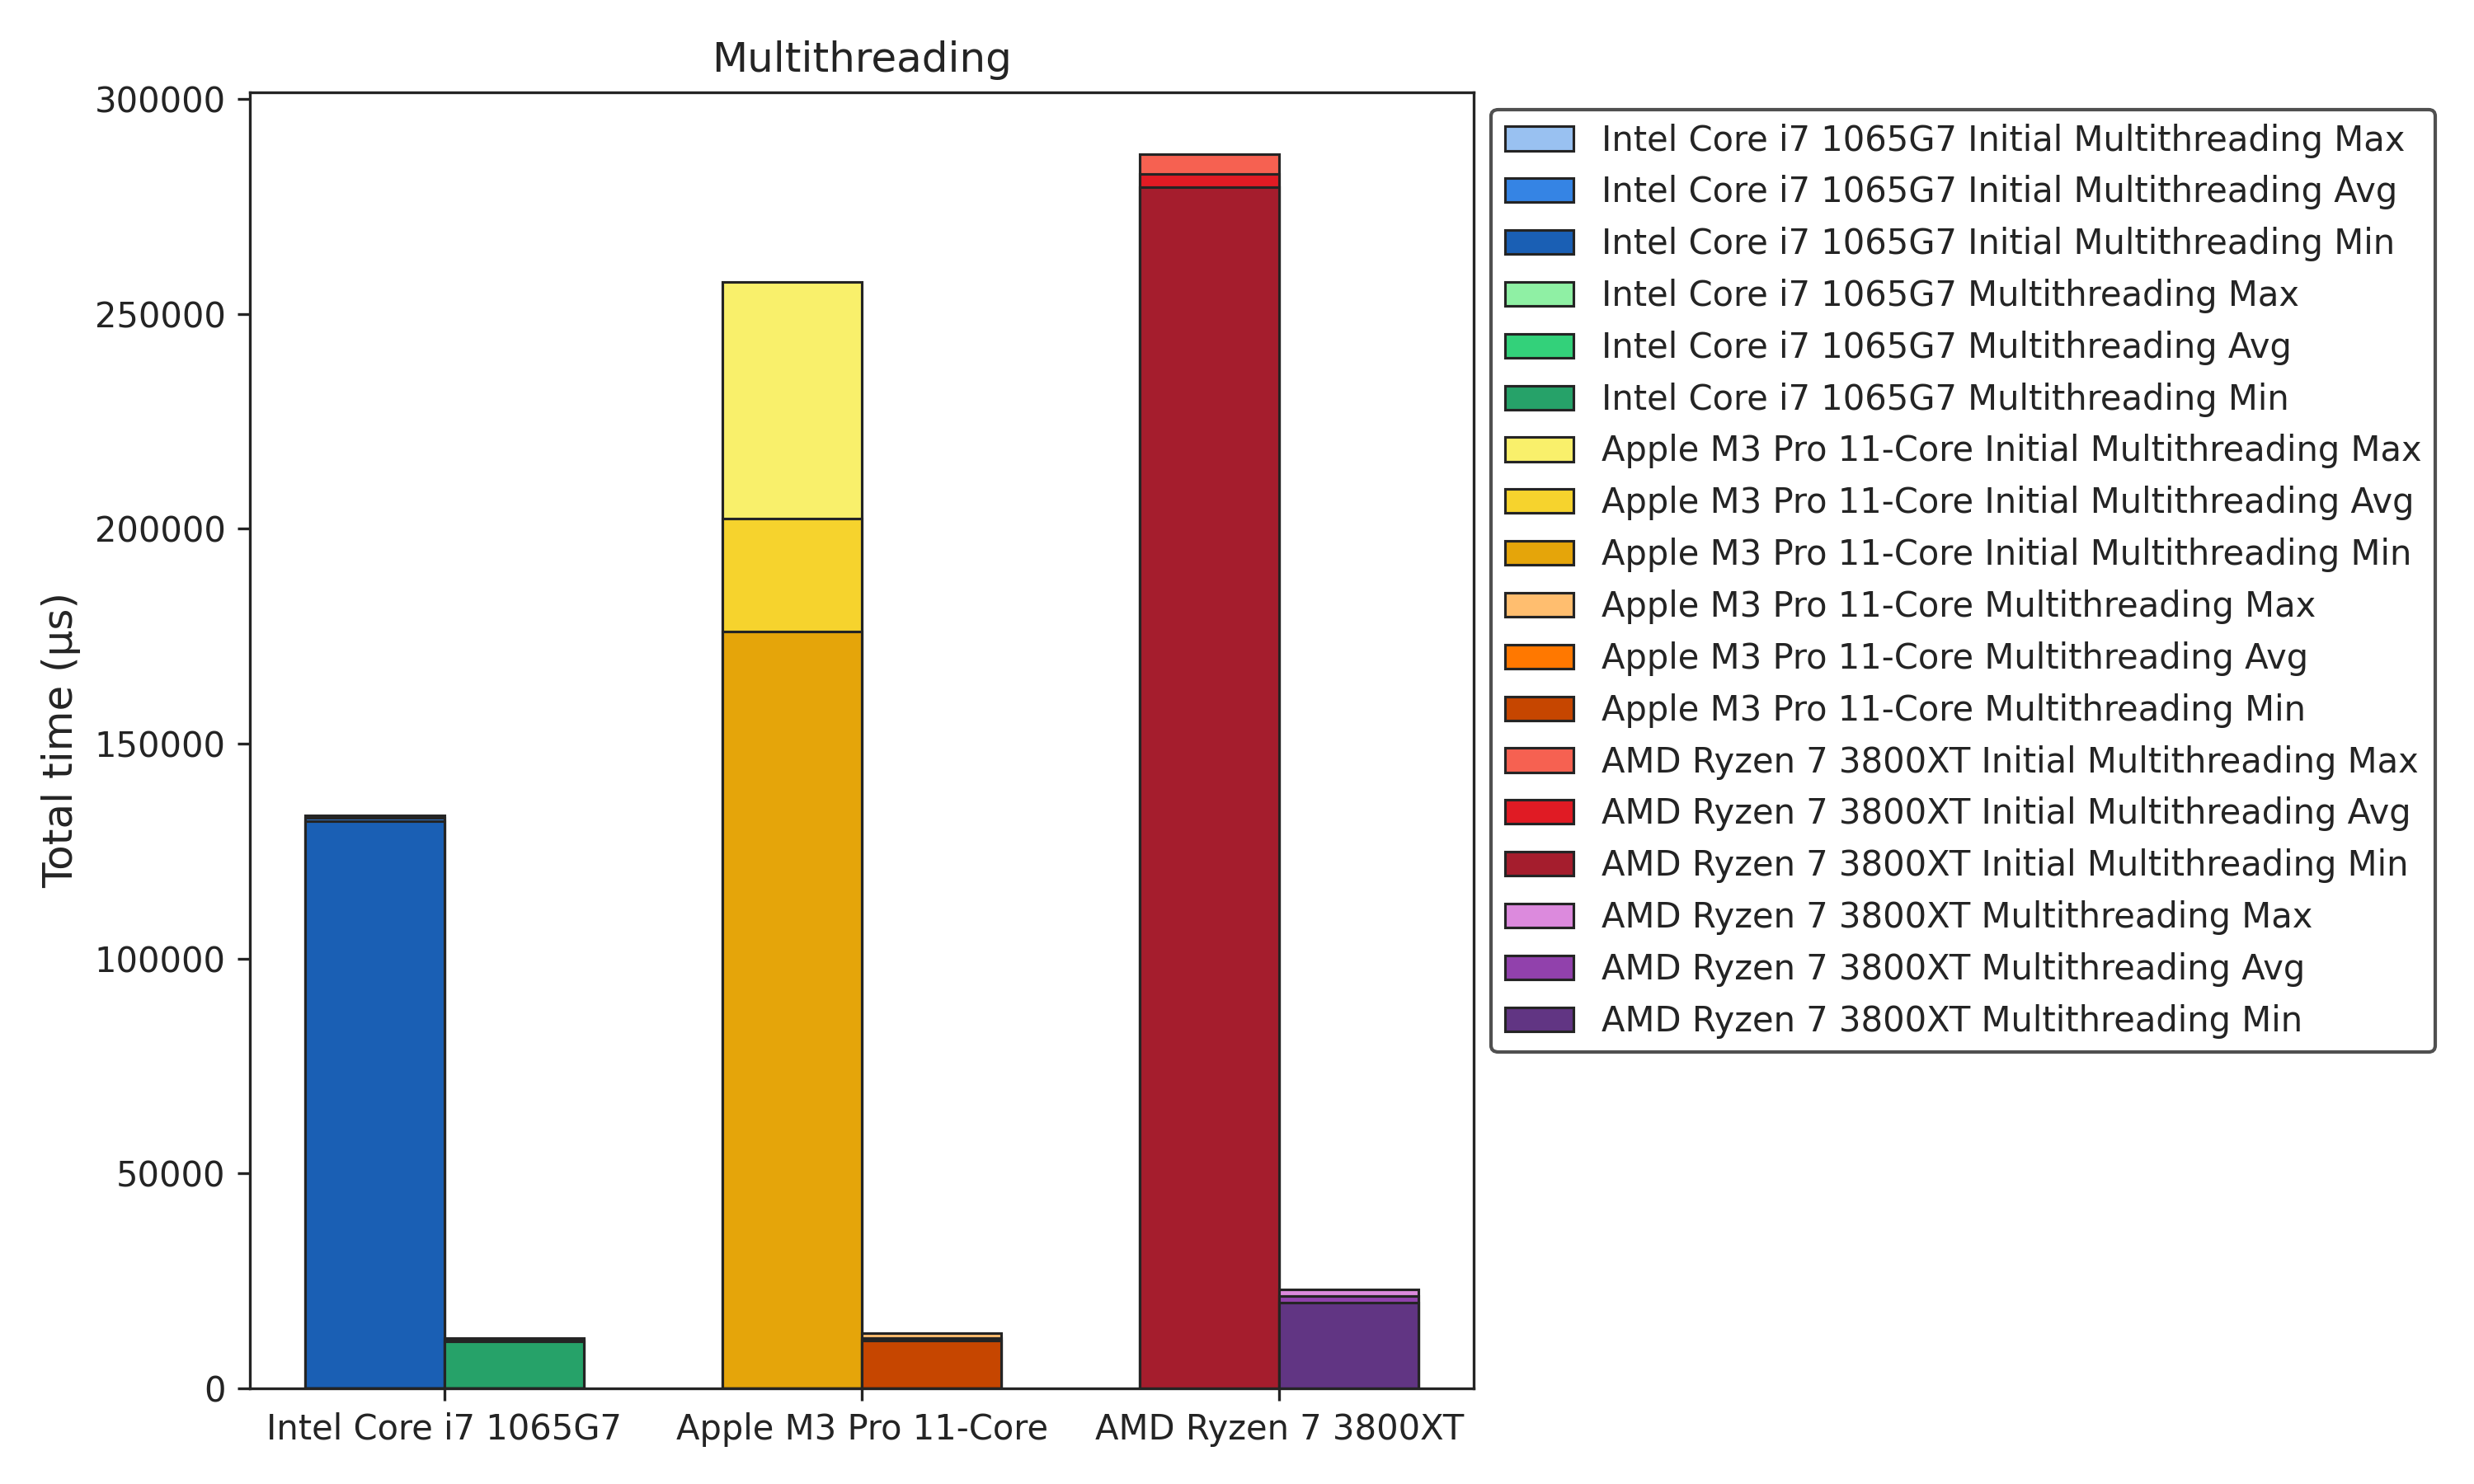 Multithreading
300000
250000
200000
150000
100000
50000
0
Total time (µs)
Intel Core i7 1065G7
Apple M3 Pro 11-Core
AMD Ryzen 7 3800XT
Intel Core i7 1065G7 Initial Multithreading Max
Intel Core i7 1065G7 Initial Multithreading Avg
Intel Core i7 1065G7 Initial Multithreading Min
Intel Core i7 1065G7 Multithreading Max
Intel Core i7 1065G7 Multithreading Avg
Intel Core i7 1065G7 Multithreading Min
Apple M3 Pro 11-Core Initial Multithreading Max
Apple M3 Pro 11-Core Initial Multithreading Avg
Apple M3 Pro 11-Core Initial Multithreading Min
Apple M3 Pro 11-Core Multithreading Max
Apple M3 Pro 11-Core Multithreading Avg
Apple M3 Pro 11-Core Multithreading Min
AMD Ryzen 7 3800XT Initial Multithreading Max
AMD Ryzen 7 3800XT Initial Multithreading Avg
AMD Ryzen 7 3800XT Initial Multithreading Min
AMD Ryzen 7 3800XT Multithreading Max
AMD Ryzen 7 3800XT Multithreading Avg
AMD Ryzen 7 3800XT Multithreading Min